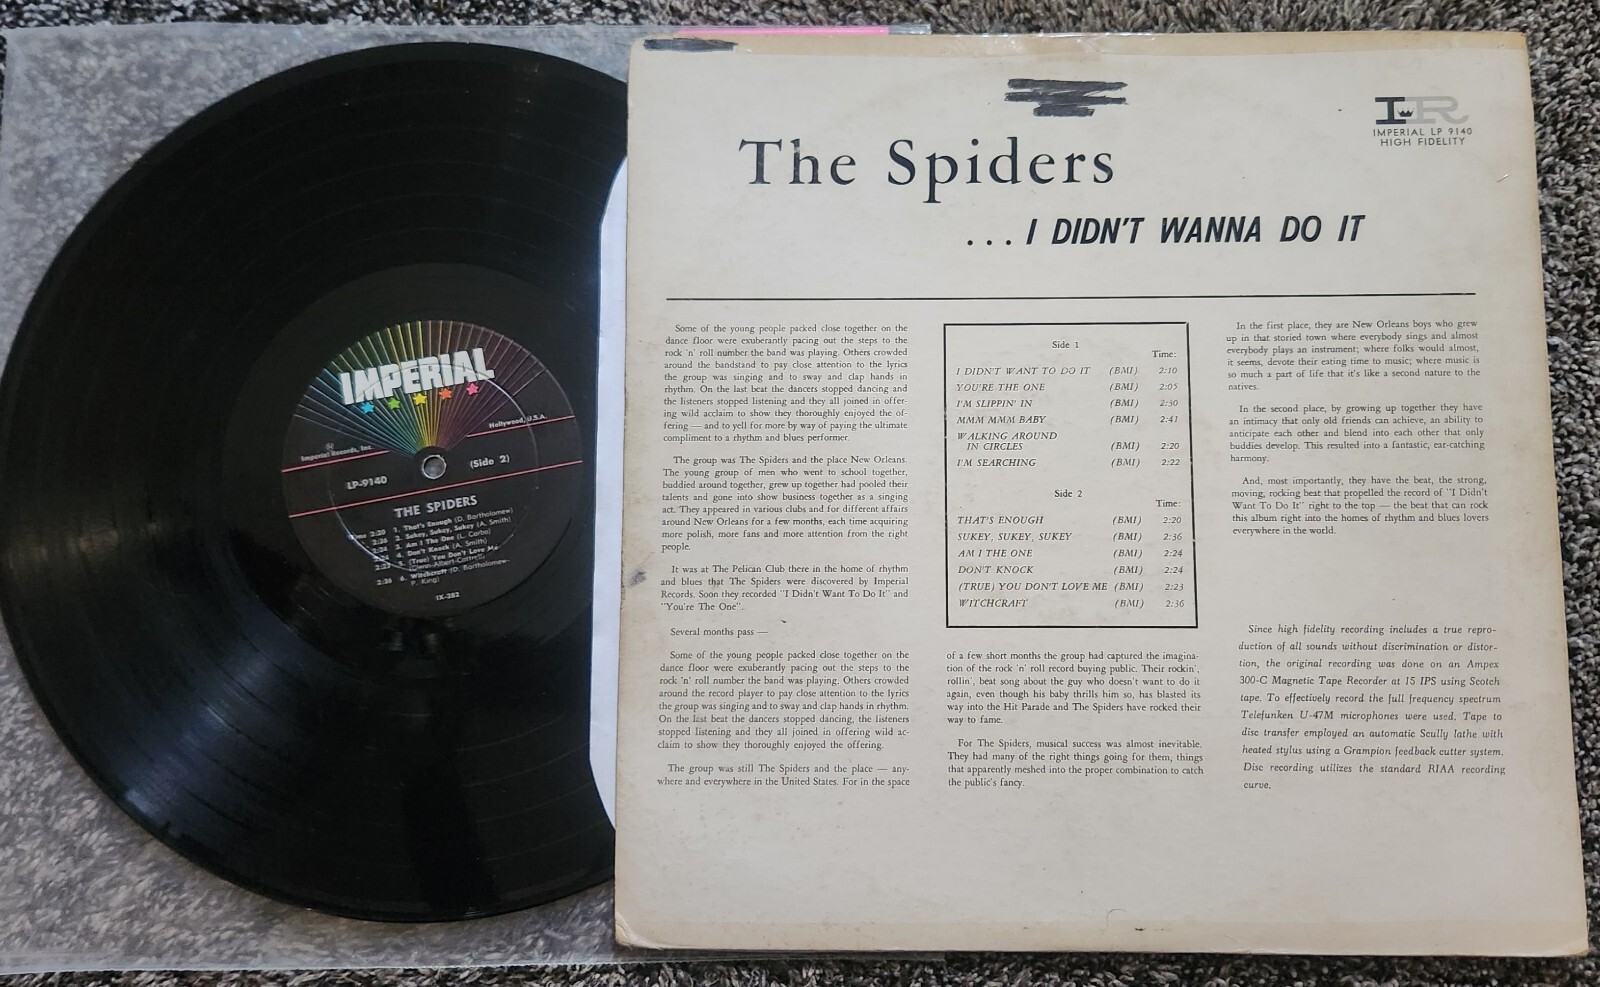 IMPERIAL
Hollywood, U.S.A.
Imperial Records, Inc.
(Side 2)
LP-9140
THE SPIDERS
Time 2:20 1. That's Enough (D. Bartholomew)
2:36 2. Sukey, Sukey, Sukey (A. Smith)
2:24 3. Am I The One (L. Carbo)
2:24 4. Don't Knock (A. Smith)
2:23 5. (True) You Don't Love Me
2:36 6. Witchcraft (D. Bartholomew-
P. King)
IX-282
IR
IMPERIAL LP 9140
HIGH FIDELITY
The Spiders
...I DIDN'T WANNA DO IT
Some of the young people packed close together on the
dance floor were exuberantly pacing out the steps to the
rock 'n' roll number the band was playing. Others crowded
around the bandstand to pay close attention to the lyrics
the group was singing and to sway and clap hands in
rhythm. On the last beat the dancers stopped dancing and
the listeners stopped listening and they all joined in offer-
ing wild acclaim to show they thoroughly enjoyed the of-
fering — and to yell for more by way of paying the ultimate
compliment to a rhythm and blues performer.
The group was The Spiders and the place New Orleans.
The young group of men who went to school together,
buddied around together, grew up together had pooled their
talents and gone into show business together as a singing
act. They appeared in various clubs and for different affairs
around New Orleans for a few months, each time acquiring
more polish, more fans and more attention from the right
people.
It was at The Pelican Club there in the home of rhythm
and blues that The Spiders were discovered by Imperial
Records. Soon they recorded "I Didn't Want To Do It" and
"You're The One".
Several months pass —
Some of the young people packed close together on the
dance floor were exuberantly pacing out the steps to the
rock 'n' roll number the band was playing. Others crowded
around the record player to pay close attention to the lyrics
the group was singing and to sway and clap hands in rhythm.
On the last beat the dancers stopped dancing, the listeners
stopped listening and they all joined in offering wild ac-
claim to show they thoroughly enjoyed the offering.
The group was still The Spiders and the place — any-
where and everywhere in the United States. For in the space
Side 1
Time:
I DIDN'T WANT TO DO IT (BMI) 2:10
YOU'RE THE ONE (BMI) 2:05
I'M SLIPPIN' IN (BMI) 2:30
MMM MMM BABY (BMI) 2:41
WALKING AROUND
IN CIRCLES (BMI) 2:20
I'M SEARCHING (BMI) 2:22
Side 2
Time:
THAT'S ENOUGH (BMI) 2:20
SUKEY, SUKEY, SUKEY (BMI) 2:36
AM I THE ONE (BMI) 2:24
DON'T KNOCK (BMI) 2:24
(TRUE) YOU DON'T LOVE ME (BMI) 2:23
WITCHCRAFT (BMI) 2:36
of a few short months the group had captured the imagina-
tion of the rock 'n' roll record buying public. Their rockin',
rollin', beat song about the guy who doesn't want to do it
again, even though his baby thrills him so, has blasted its
way into the Hit Parade and The Spiders have rocked their
way to fame.
For The Spiders, musical success was almost inevitable.
They had many of the right things going for them, things
that apparently meshed into the proper combination to catch
the public's fancy.
In the first place, they are New Orleans boys who grew
up in that storied town where everybody sings and almost
everybody plays an instrument; where folks would almost,
it seems, devote their eating time to music; where music is
so much a part of life that it's like a second nature to the
natives.
In the second place, by growing up together they have
an intimacy that only old friends can achieve, an ability to
anticipate each other and blend into each other that only
buddies develop. This resulted into a fantastic, ear-catching
harmony.
And, most importantly, they have the beat, the strong,
moving, rocking beat that propelled the record of "I Didn't
Want To Do It" right to the top — the beat that can rock
this album right into the homes of rhythm and blues lovers
everywhere in the world.
Since high fidelity recording includes a true repro-
duction of all sounds without discrimination or distor-
tion, the original recording was done on an Ampex
300-C Magnetic Tape Recorder at 15 IPS using Scotch
tape. To effectively record the full frequency spectrum
Telefunken U-47M microphones were used. Tape to
disc transfer employed an automatic Scully lathe with
heated stylus using a Grampion feedback cutter system.
Disc recording utilizes the standard RIAA recording
curve.